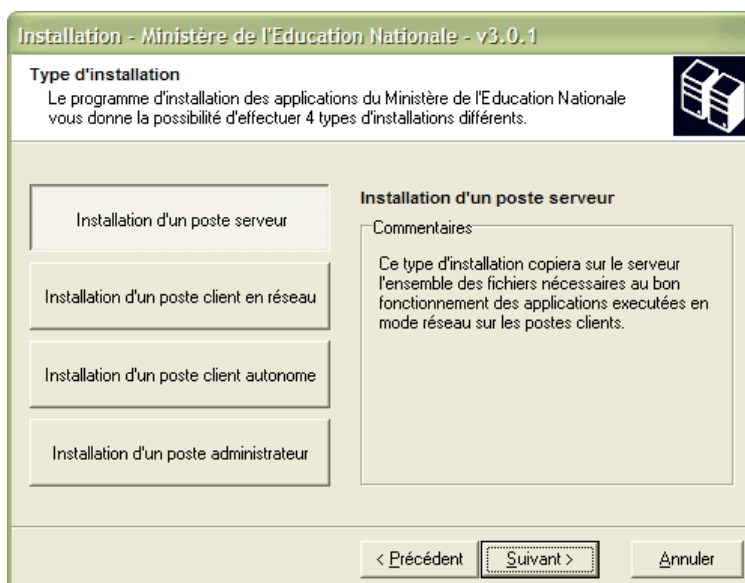 Installation - Ministère de l'Education Nationale - v3.0.1
Type d'installation
Le programme d'installation des applications du Ministère de l'Education Nationale
vous donne la possibilité d'effectuer 4 types d'installations différents.
Installation d'un poste serveur
Installation d'un poste client en réseau
Installation d'un poste client autonome
Installation d'un poste administrateur
Installation d'un poste serveur
Commentaires
Ce type d'installation copiera sur le serveur
l'ensemble des fichiers nécessaires au bon
fonctionnement des applications executées en
mode réseau sur les postes clients.
< Précédent
Suivant >
Annuler